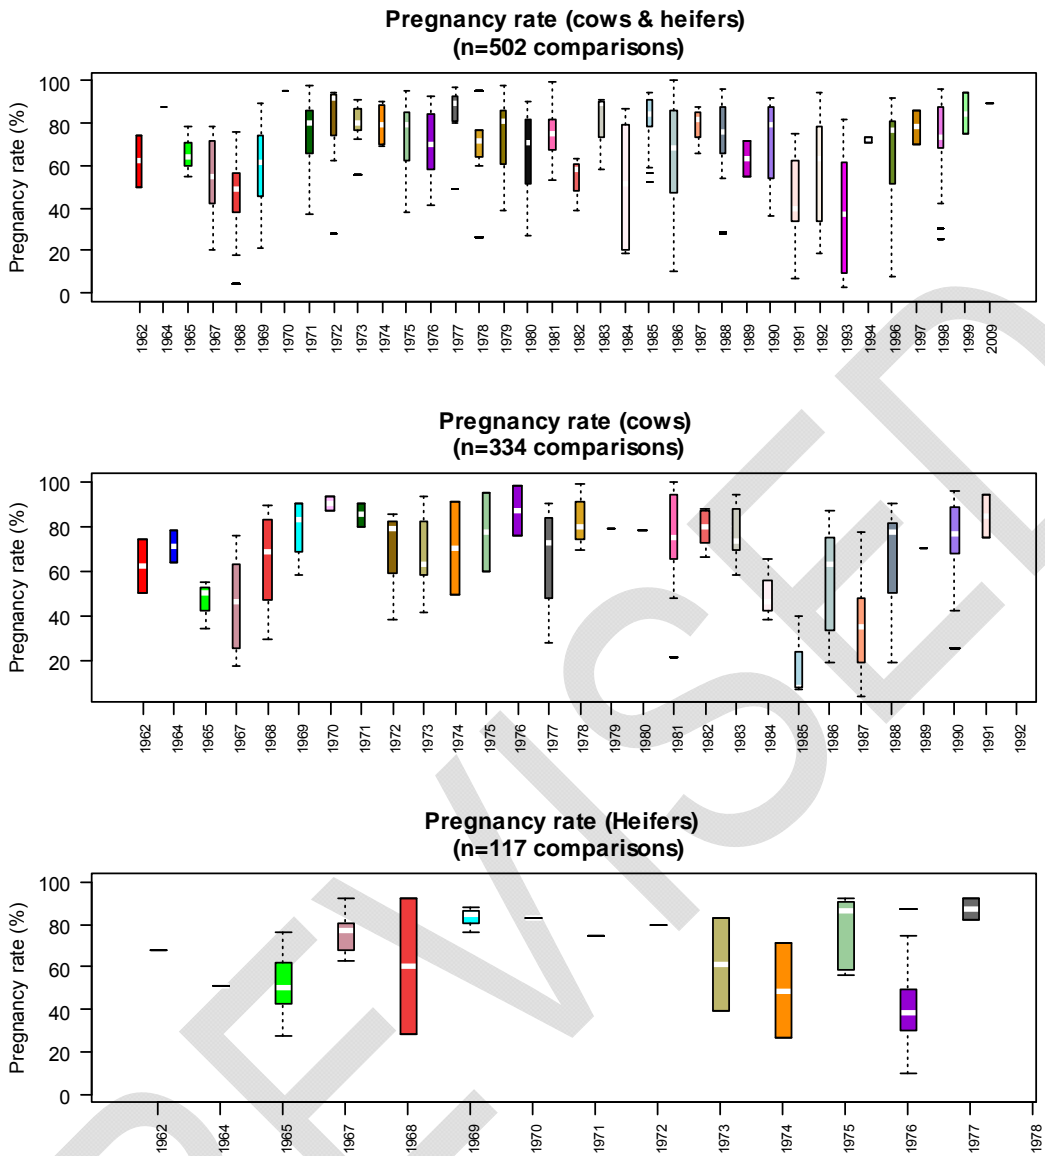 Pregnancy rate (cows & heifers)
(n=502 comparisons)
Pregnancy rate (%)
100
80
60
40
20
0
1962 1964 1965 1967 1968 1969 1970 1971 1972 1973 1974 1975 1976 1977 1978 1979 1980 1981 1982 1983 1984 1985 1986 1987 1988 1989 1990 1991 1992 1993 1994 1996 1997 1998 1999 2009
Pregnancy rate (cows)
(n=334 comparisons)
Pregnancy rate (%)
100
80
60
40
20
1962 1964 1965 1967 1968 1969 1970 1971 1972 1973 1974 1975 1976 1977 1978 1979 1980 1981 1982 1983 1984 1985 1986 1987 1988 1989 1990 1991 1992
Pregnancy rate (Heifers)
(n=117 comparisons)
Pregnancy rate (%)
100
80
60
40
20
0
1962 1964 1965 1967 1968 1969 1970 1971 1972 1973 1974 1975 1976 1977 1978
REVISED